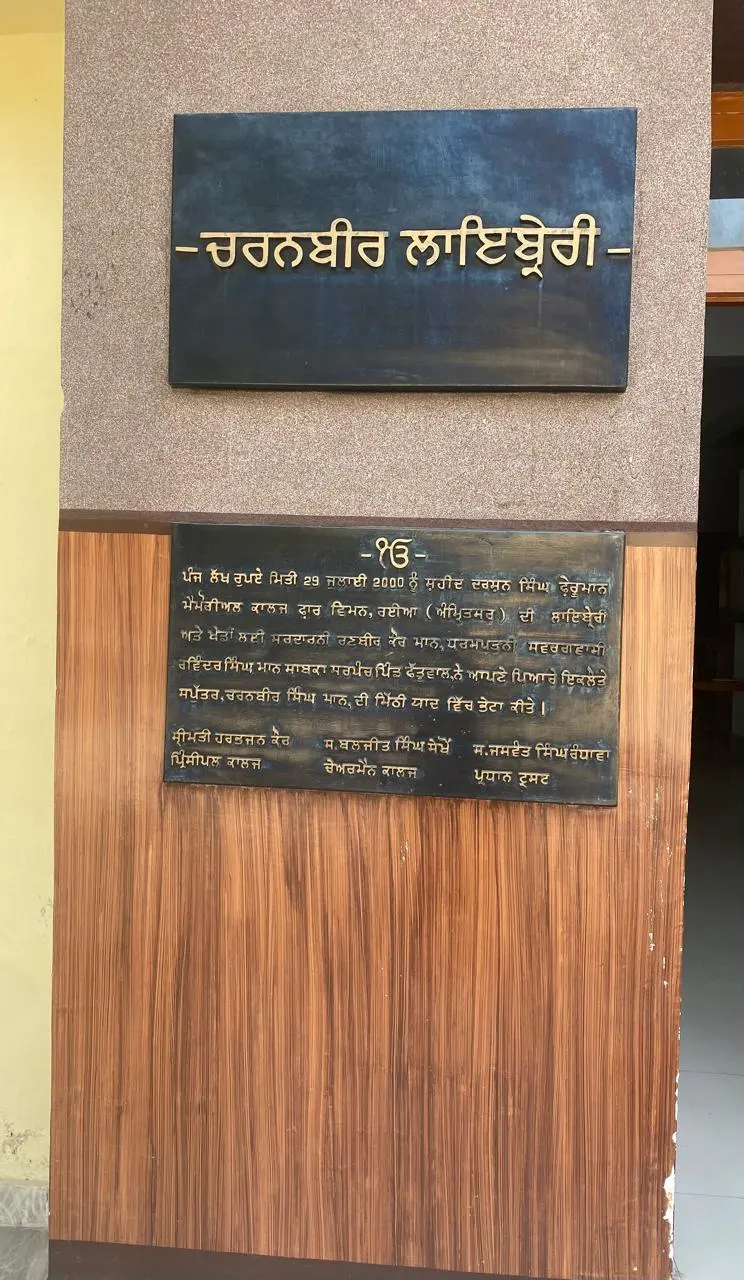 -ਚਰਨਬੀਰ ਲਾਇਬ੍ਰੇਰੀ-
-ੴ-
ਪੰਜ ਲੱਖ ਰੁਪਏ ਮਿਤੀ 29 ਜੁਲਾਈ 2000 ਨੂੰ ਸ਼ਹੀਦ ਦਰਸ਼ਨ ਸਿੰਘ ਫ਼ੇਰੂਮਾਨ
ਮੈਮੋਰੀਅਲ ਕਾਲਜ ਫ਼ਾਰ ਵਿਮਨ, ਰਈਆ (ਅੰਮ੍ਰਿਤਸਰ) ਦੀ ਲਾਇਬ੍ਰੇਰੀ
ਅਤੇ ਖੇਤਾਂ ਲਈ ਸਰਦਾਰਨੀ ਰਣਬੀਰ ਕੌਰ ਮਾਨ, ਧਰਮਪਤਨੀ ਸਵਰਗਵਾਸੀ
ਰਵਿੰਦਰ ਸਿੰਘ ਮਾਨ ਸਾਬਕਾ ਸਰਪੰਚ ਪਿੰਡ ਫੱਤੂਵਾਲ, ਨੇ ਆਪਣੇ ਪਿਆਰੇ ਇਕਲੌਤੇ
ਸਪੁੱਤਰ, ਚਰਨਬੀਰ ਸਿੰਘ ਮਾਨ, ਦੀ ਮਿੱਠੀ ਯਾਦ ਵਿੱਚ ਭੇਟਾ ਕੀਤੇ।
ਸ਼੍ਰੀਮਤੀ ਹਰਭਜਨ ਕੌਰ ਸ. ਬਲਜੀਤ ਸਿੰਘ ਸੇਖੋਂ ਸ. ਜਸਵੰਤ ਸਿੰਘ ਰੰਧਾਵਾ
ਪ੍ਰਿੰਸੀਪਲ ਕਾਲਜ ਚੇਅਰਮੈਨ ਕਾਲਜ ਪ੍ਰਧਾਨ ਟ੍ਰਸਟ